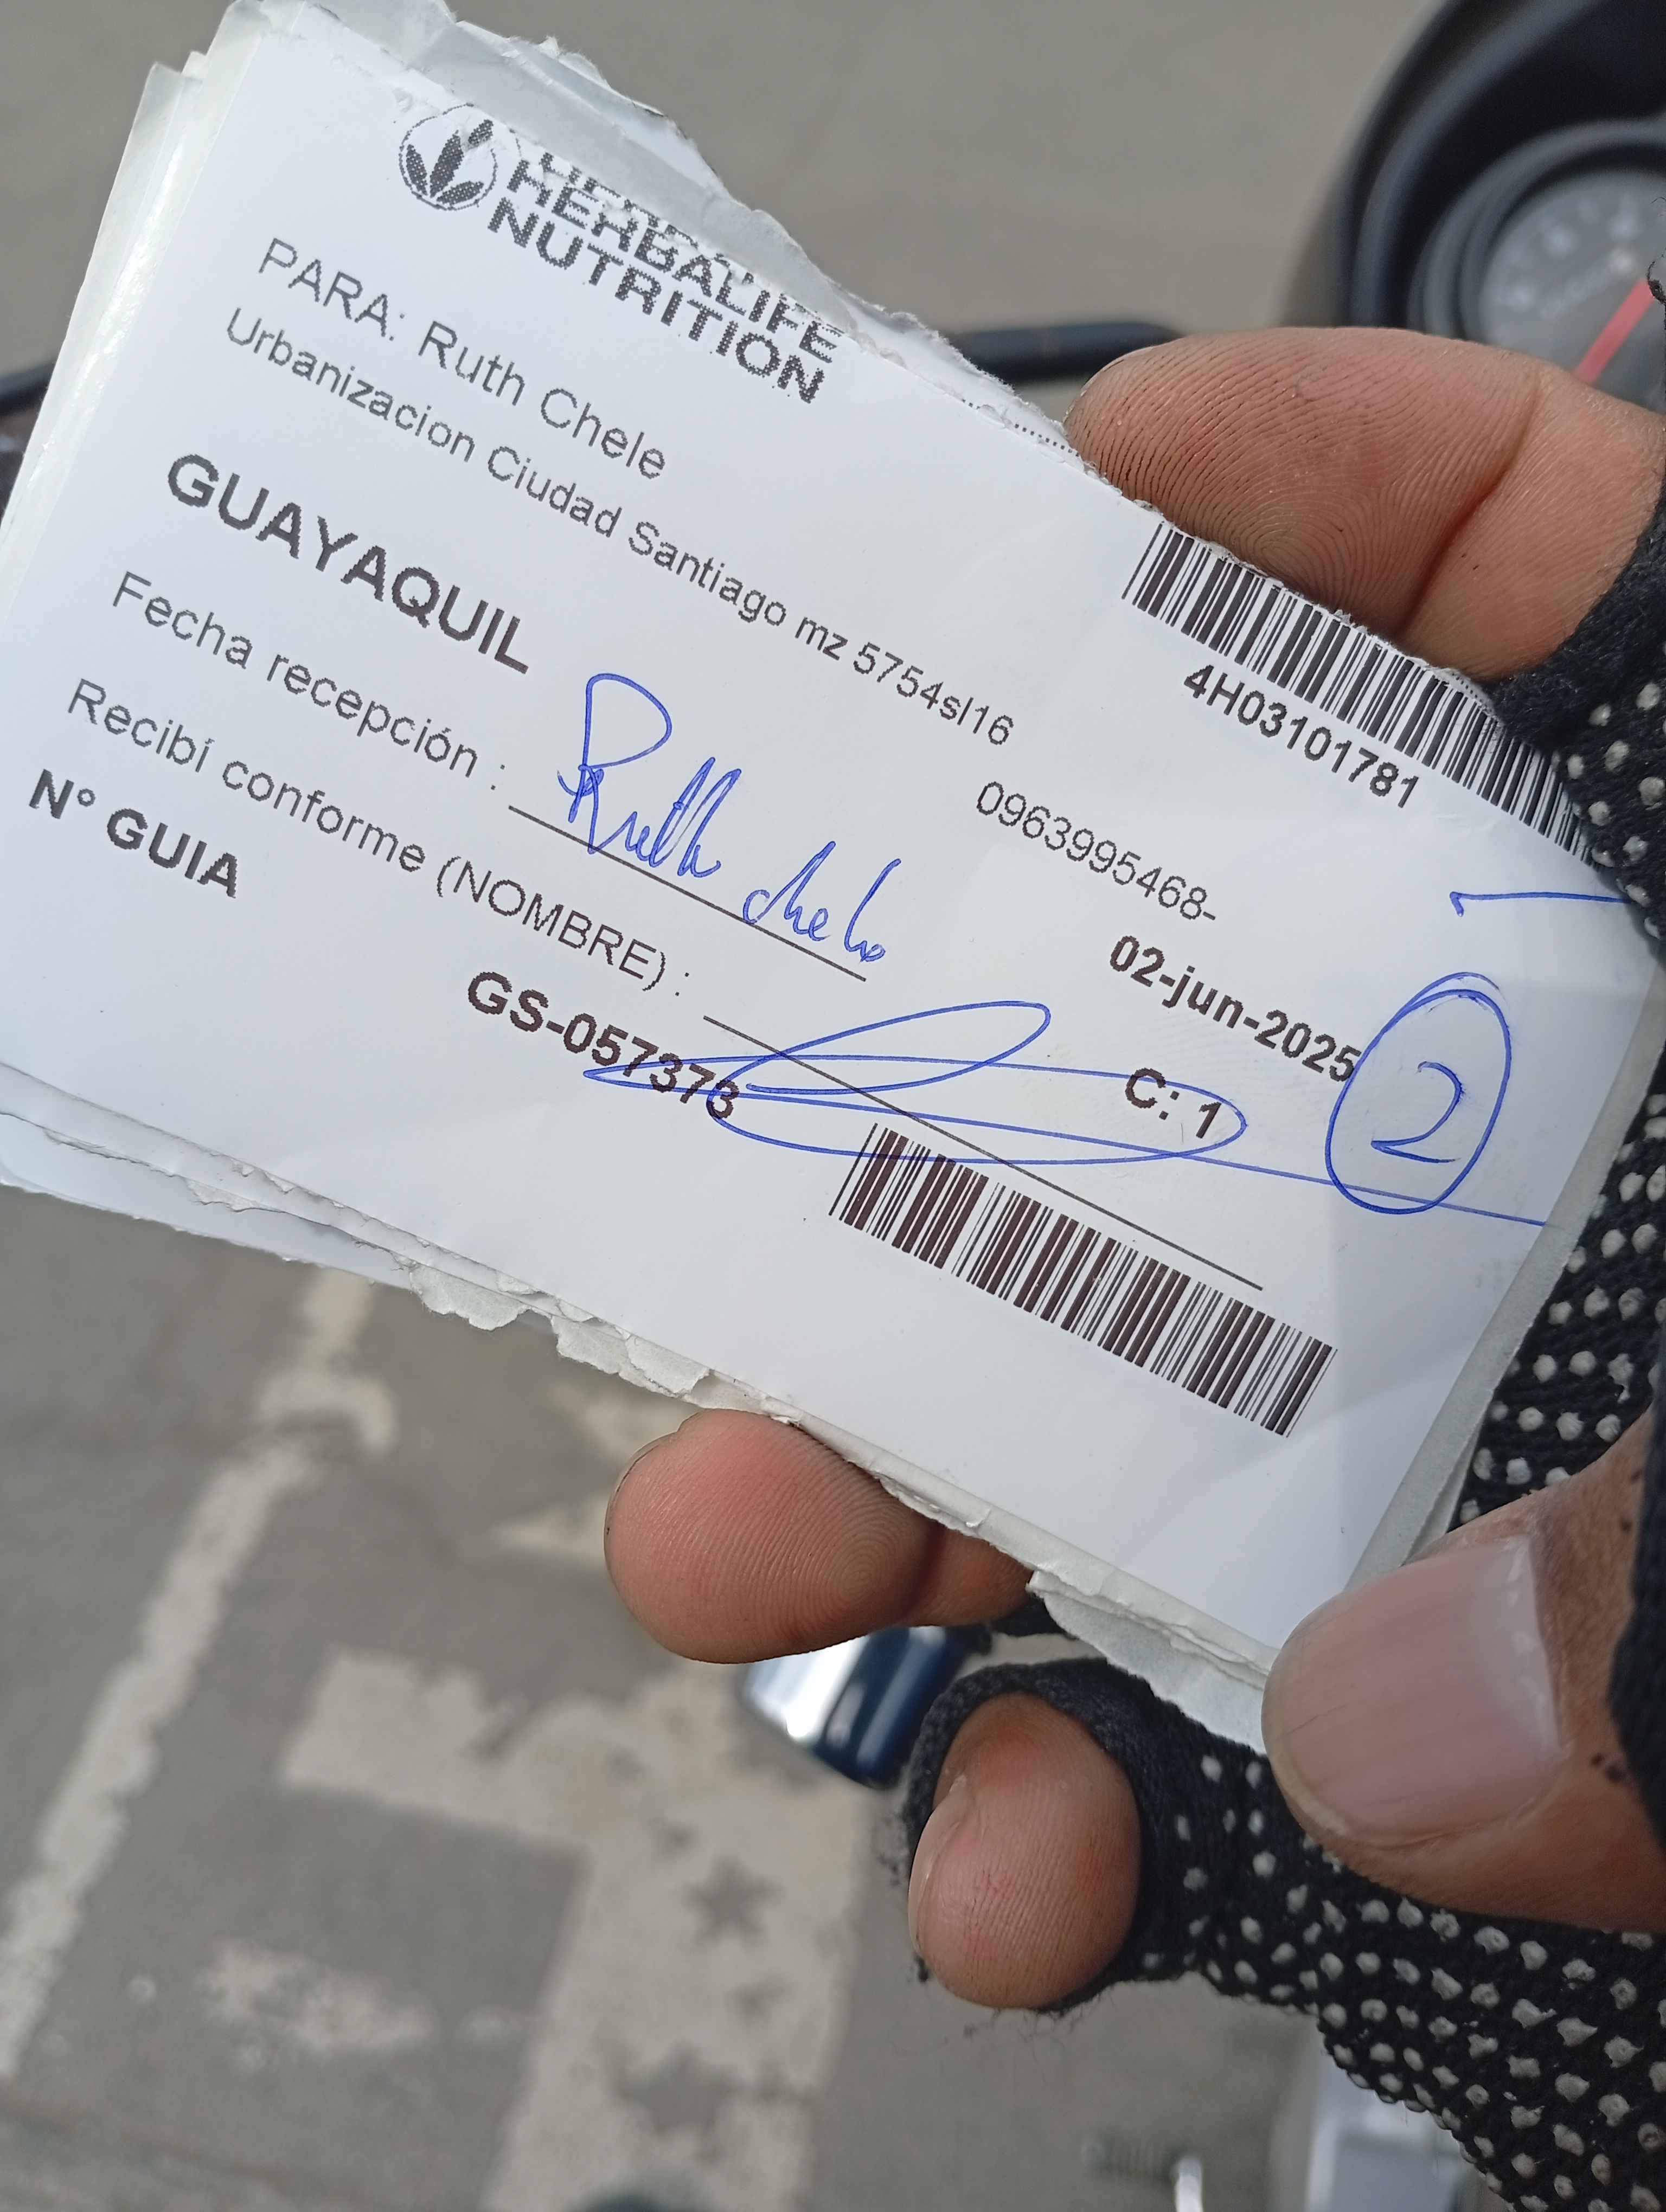 HERBALIFE
NUTRITION
4H03101781
PARA: Ruth Chele
Urbanizacion Ciudad Santiago mz 5754sl16
0963995468-
GUAYAQUIL
02-jun-2025
Fecha recepción : Ruth chele
2
Recibí conforme (NOMBRE) :
C: 1
N° GUIA GS-057373